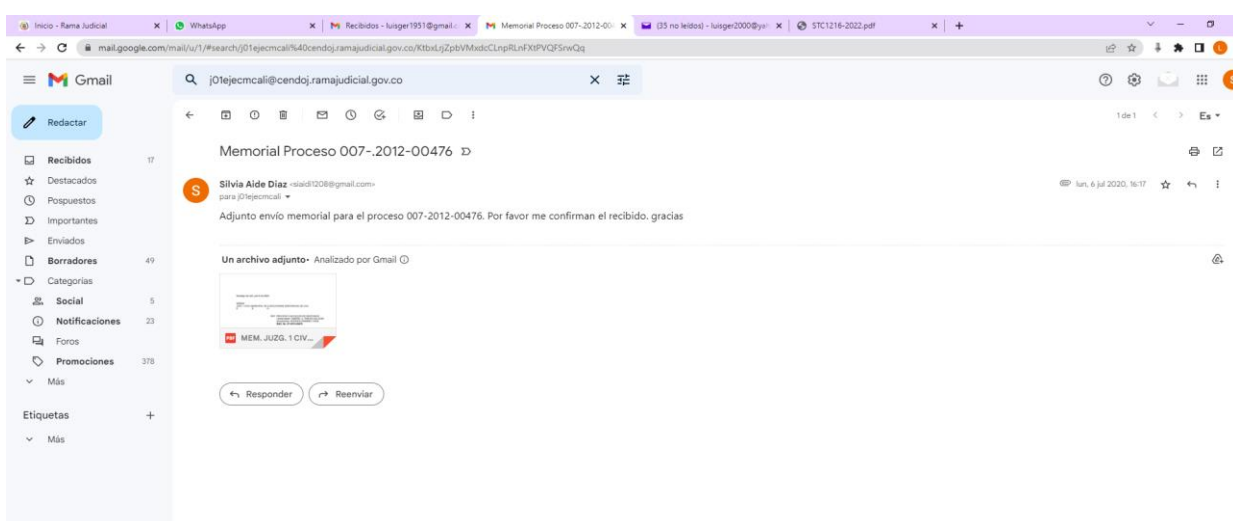 Inicio - Rama Judicial
WhatsApp
Recibidos - luisger1951@gmail.c
Memorial Proceso 007-.2012-00
(35 no leídos) - luisger2000@ya
STC1216-2022.pdf
mail.google.com/mail/u/1/#search/j01ejecmcali%40cendoj.ramajudicial.gov.co/
Gmail
j01ejecmcali@cendoj.ramajudicial.gov.co
Redactar
1 de 1
Es
Memorial Proceso 007-.2012-00476
Recibidos 17
Destacados
Silvia Aide Diaz <siaidi1208@gmail.com>
lun, 6 jul 2020, 16:17
para j01ejecmcali
Pospuestos
Importantes
Adjunto envío memorial para el proceso 007-2012-00476. Por favor me confirman el recibido. gracias
Enviados
Borradores 49
Un archivo adjunto • Analizado por Gmail
Categorías
Social 5
Notificaciones 23
Foros
PDF MEM. JUZG. 1 CIV...
Promociones 378
Más
Responder
Reenviar
Etiquetas
Más